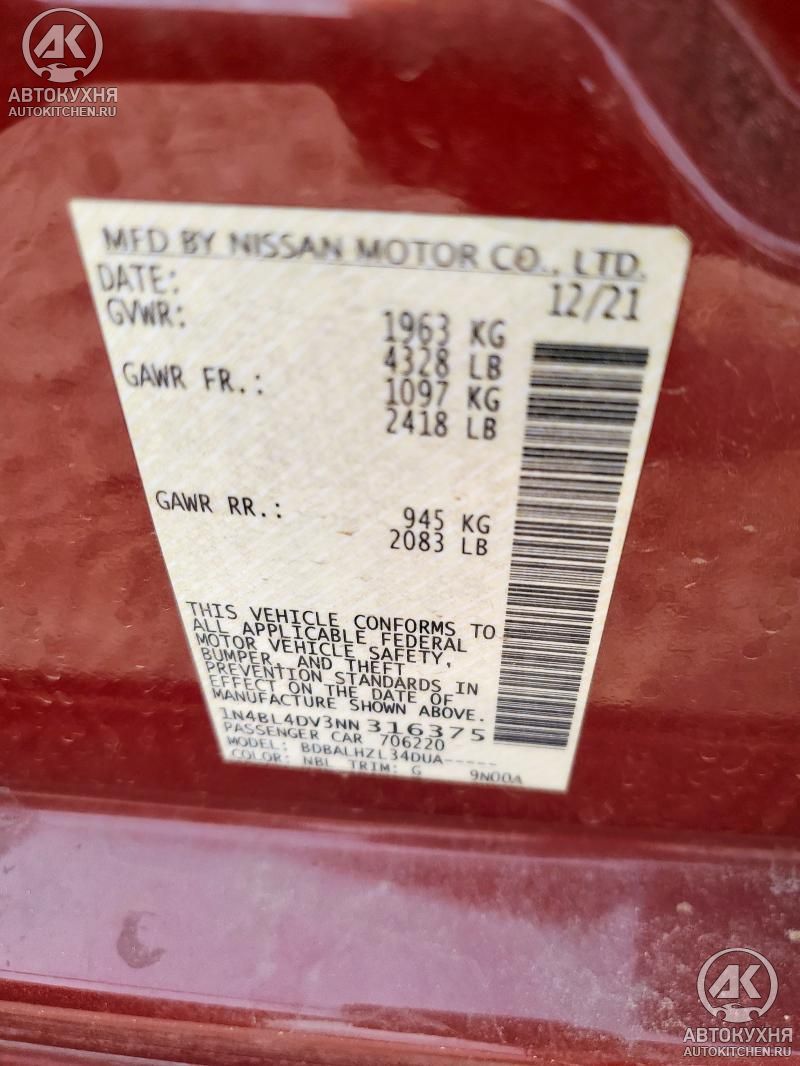 AK
АВТОКУХНЯ
AUTOKITCHEN.RU
MFD BY NISSAN MOTOR CO., LTD.
DATE: 12/21
GVWR: 1963 KG
4328 LB
GAWR FR.: 1097 KG
2418 LB
GAWR RR.: 945 KG
2083 LB
THIS VEHICLE CONFORMS TO
ALL APPLICABLE FEDERAL
MOTOR VEHICLE SAFETY,
BUMPER, AND THEFT
PREVENTION STANDARDS IN
EFFECT ON THE DATE OF
MANUFACTURE SHOWN ABOVE.
1N4BL4DV3NN316375
PASSENGER CAR 706220
MODEL: BDBALHZL34DUA-----
COLOR: NBL TRIM: G 9N00A
AK
АВТОКУХНЯ
AUTOKITCHEN.RU